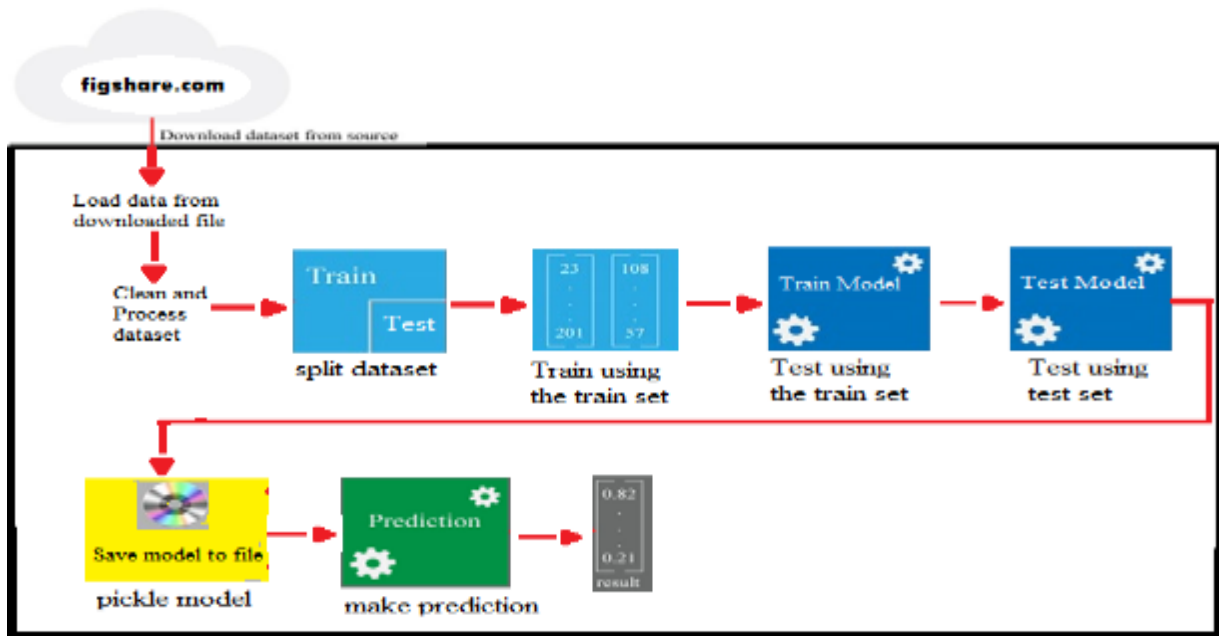 figshare.com
Download dataset from source
Load data from
downloaded file
Clean and
Process
dataset
Train
Test
split dataset
23 108
. .
. .
. .
201 37
Train using
the train set
Train Model
Test using
the train set
Test Model
Test using
test set
Save model to file
pickle model
Prediction
make prediction
0.82
.
.
.
0.21
result